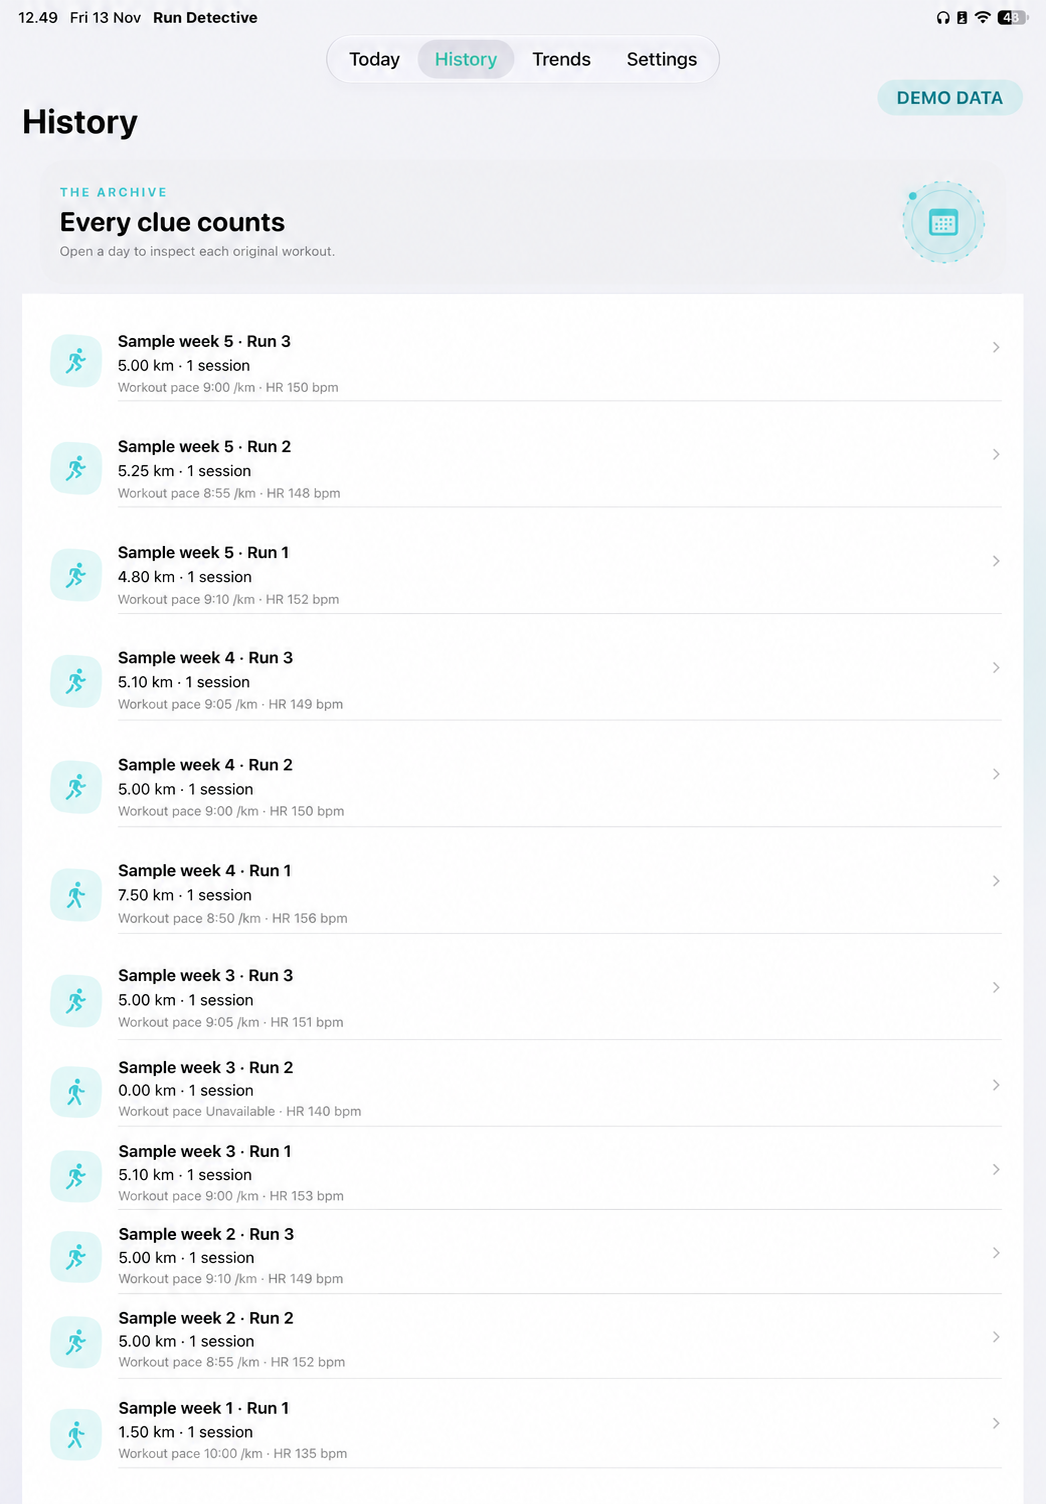 12.49 Fri 13 Nov Run Detective 48
Today History Trends Settings
DEMO DATA
History
THE ARCHIVE
Every clue counts
Open a day to inspect each original workout.
Sample week 5 · Run 3
5.00 km · 1 session
Workout pace 9:00 /km · HR 150 bpm
Sample week 5 · Run 2
5.25 km · 1 session
Workout pace 8:55 /km · HR 148 bpm
Sample week 5 · Run 1
4.80 km · 1 session
Workout pace 9:10 /km · HR 152 bpm
Sample week 4 · Run 3
5.10 km · 1 session
Workout pace 9:05 /km · HR 149 bpm
Sample week 4 · Run 2
5.00 km · 1 session
Workout pace 9:00 /km · HR 150 bpm
Sample week 4 · Run 1
7.50 km · 1 session
Workout pace 8:50 /km · HR 156 bpm
Sample week 3 · Run 3
5.00 km · 1 session
Workout pace 9:05 /km · HR 151 bpm
Sample week 3 · Run 2
0.00 km · 1 session
Workout pace Unavailable · HR 140 bpm
Sample week 3 · Run 1
5.10 km · 1 session
Workout pace 9:00 /km · HR 153 bpm
Sample week 2 · Run 3
5.00 km · 1 session
Workout pace 9:10 /km · HR 149 bpm
Sample week 2 · Run 2
5.00 km · 1 session
Workout pace 8:55 /km · HR 152 bpm
Sample week 1 · Run 1
1.50 km · 1 session
Workout pace 10:00 /km · HR 135 bpm